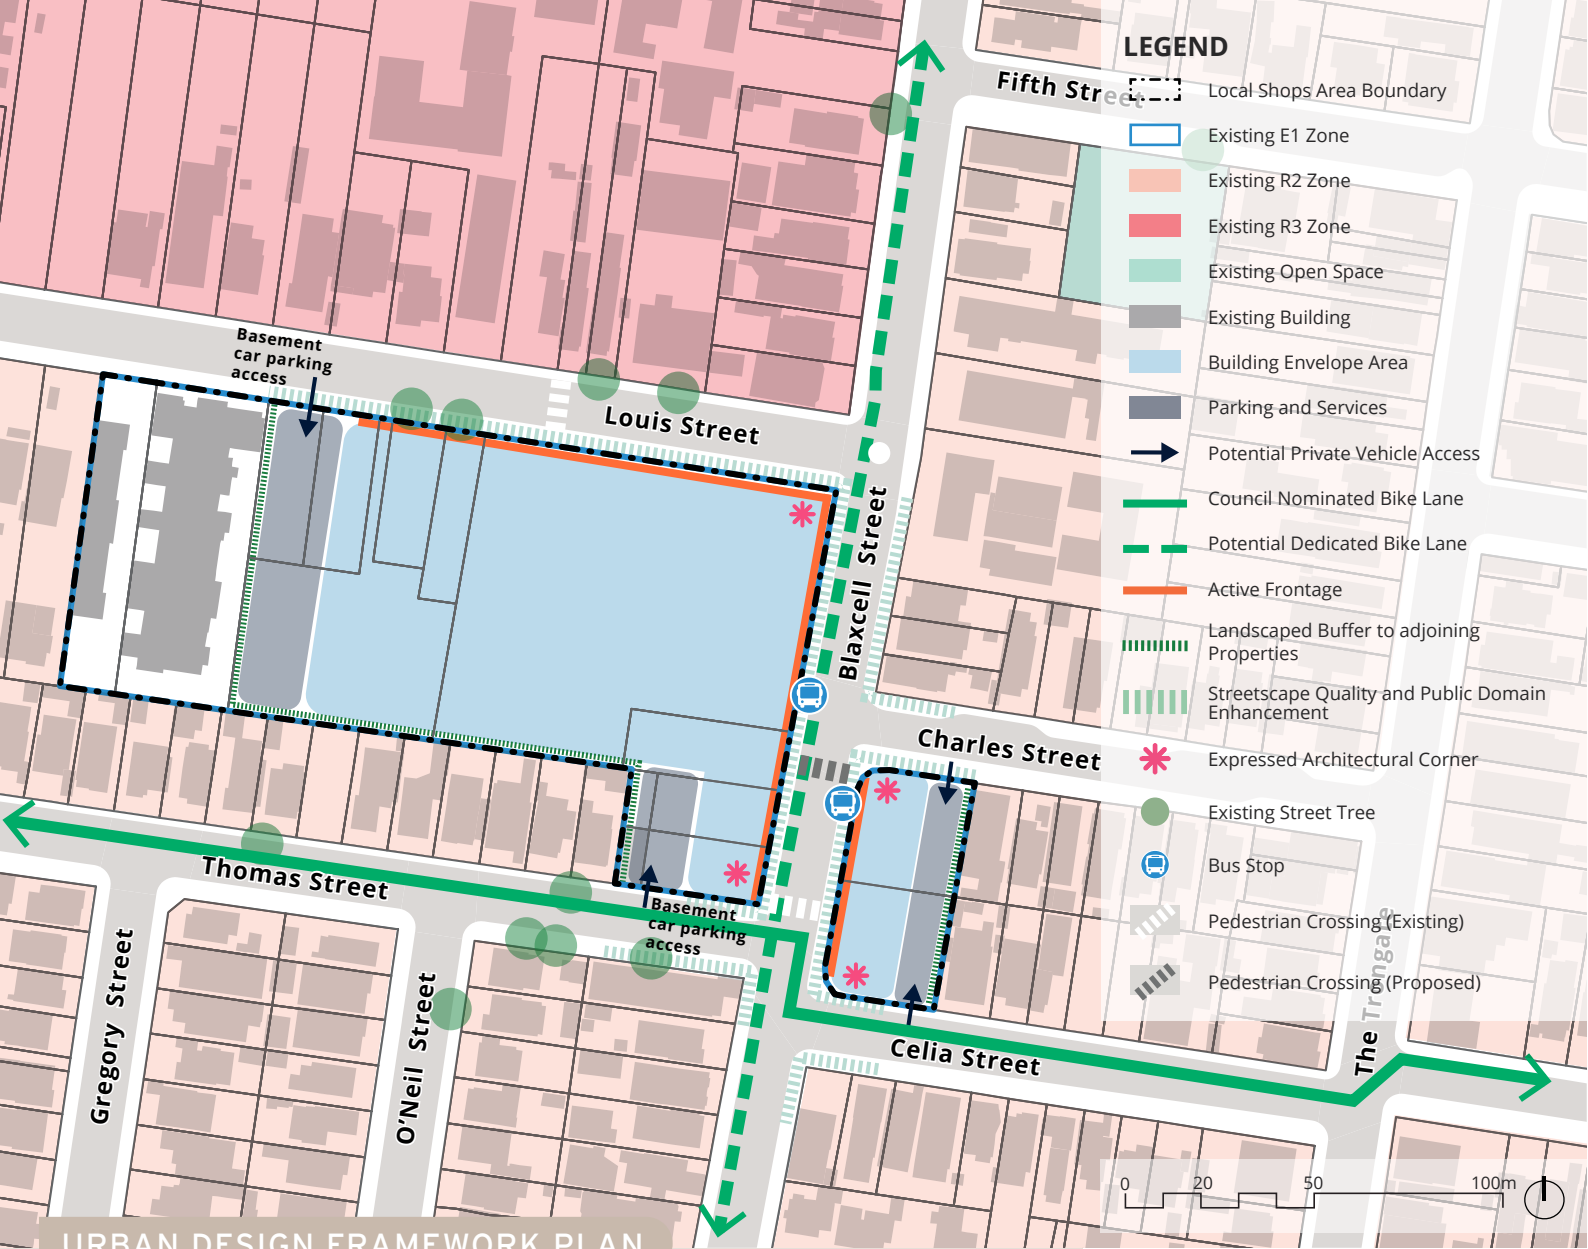 LEGEND
Local Shops Area Boundary
Existing E1 Zone
Existing R2 Zone
Existing R3 Zone
Existing Open Space
Existing Building
Building Envelope Area
Parking and Services
Potential Private Vehicle Access
Council Nominated Bike Lane
Potential Dedicated Bike Lane
Active Frontage
Landscaped Buffer to adjoining
Properties
Streetscape Quality and Public Domain
Enhancement
Expressed Architectural Corner
Existing Street Tree
Bus Stop
Pedestrian Crossing (Existing)
Pedestrian Crossing (Proposed)
Fifth Street
Basement
car parking
access
Louis Street
Blaxcell Street
Charles Street
Thomas Street
Basement
car parking
access
Gregory Street
O'Neil Street
Celia Street
The Trongate
0 20 50 100m
URBAN DESIGN FRAMEWORK PLAN